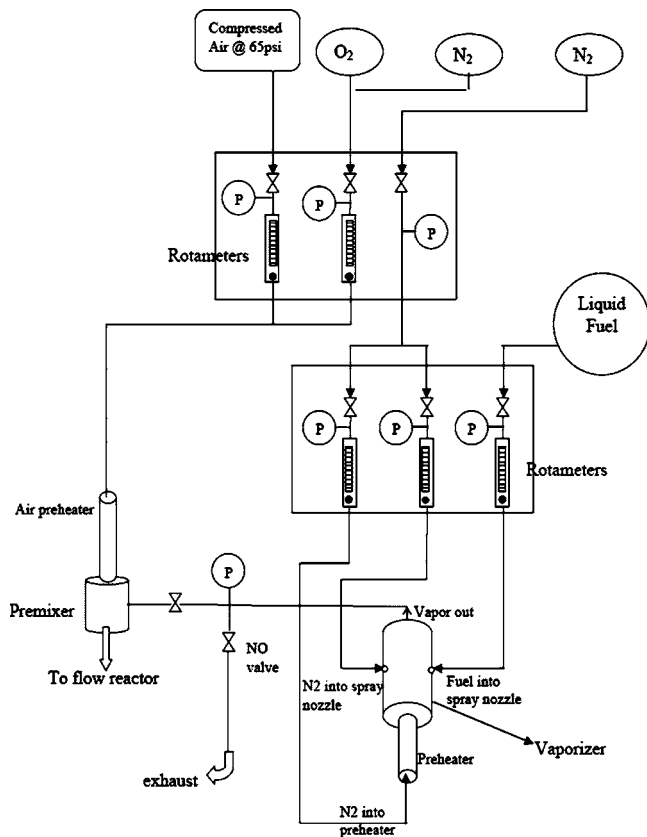 Compressed
Air @ 65psi
O₂
N₂
N₂
P
P
P
Rotameters
Liquid
Fuel
P
P
P
Rotameters
Air preheater
P
Premixer
Vapor out
To flow reactor
NO
valve
N2 into spray
nozzle
Fuel into
spray nozzle
Vaporizer
Preheater
exhaust
N2 into
preheater